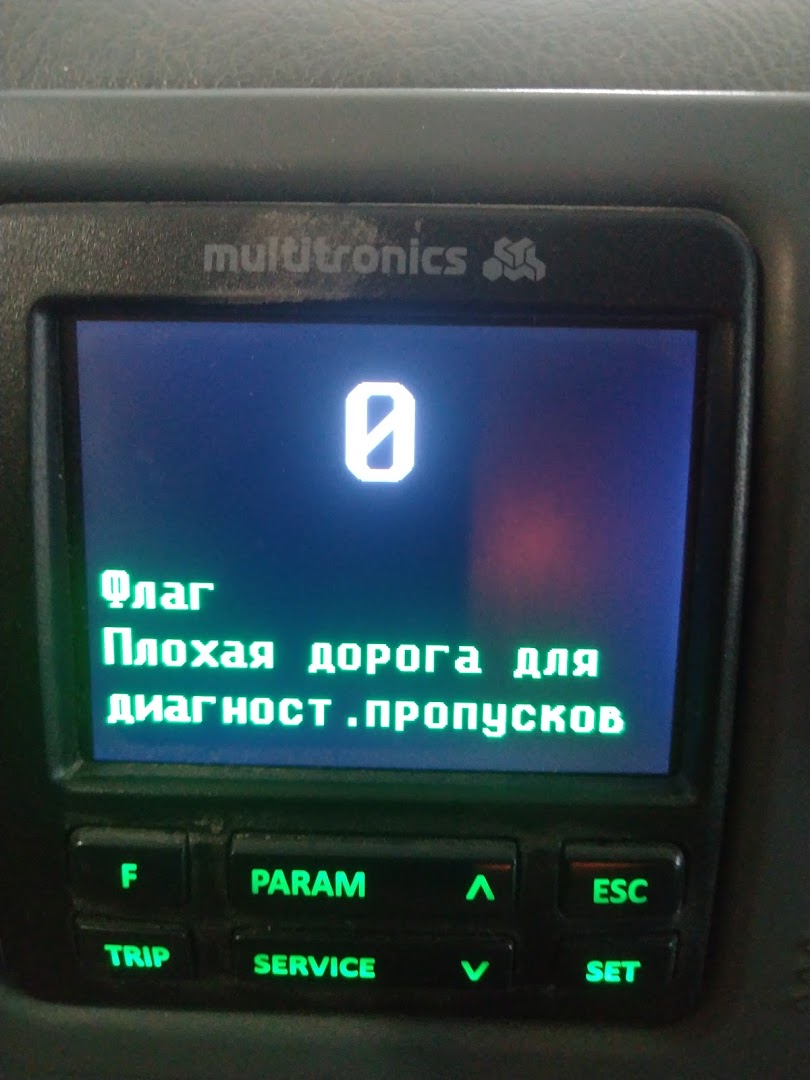 multitronics
0
Флаг
Плохая дорога для
диагност.пропусков
F
PARAM ∧
ESC
TRIP
SERVICE ∨
SET